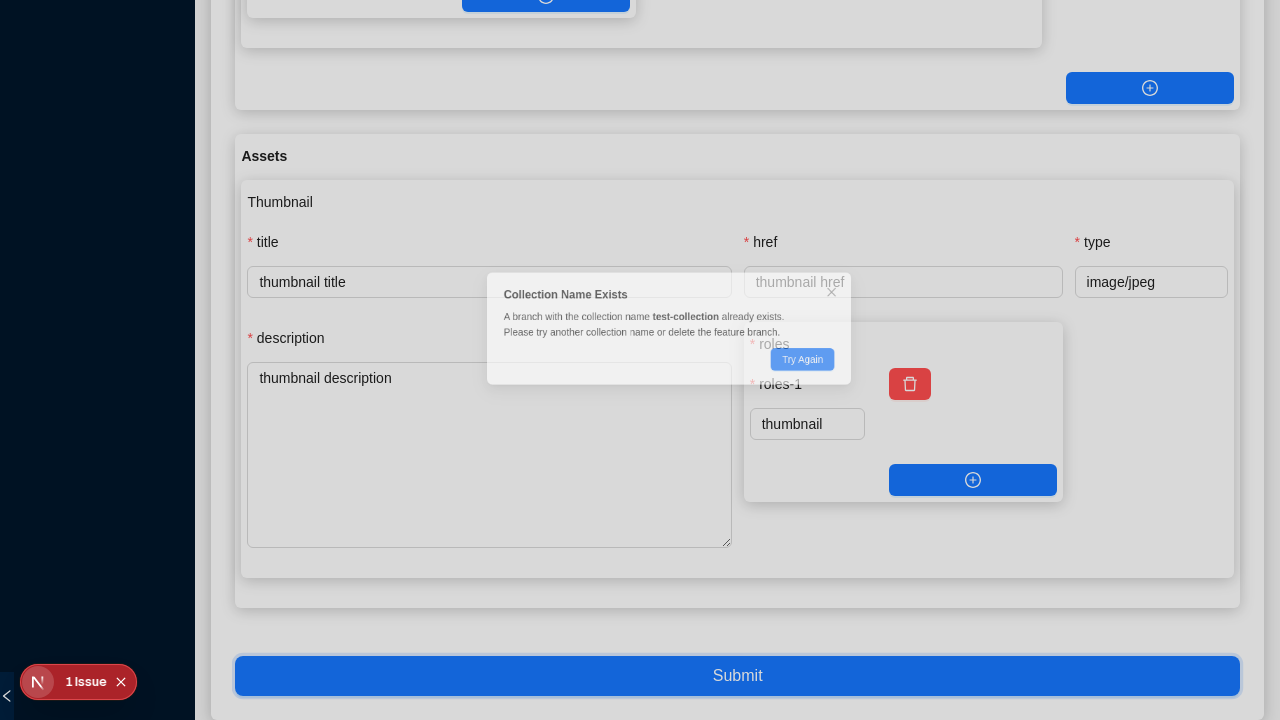 Assets
Thumbnail
* title
* href
* type
thumbnail title
thumbnail href
image/jpeg
Collection Name Exists
A branch with the collection name test-collection already exists.
Please try another collection name or delete the feature branch.
Try Again
* description
* roles
thumbnail description
* roles-1
thumbnail
Submit
1 Issue